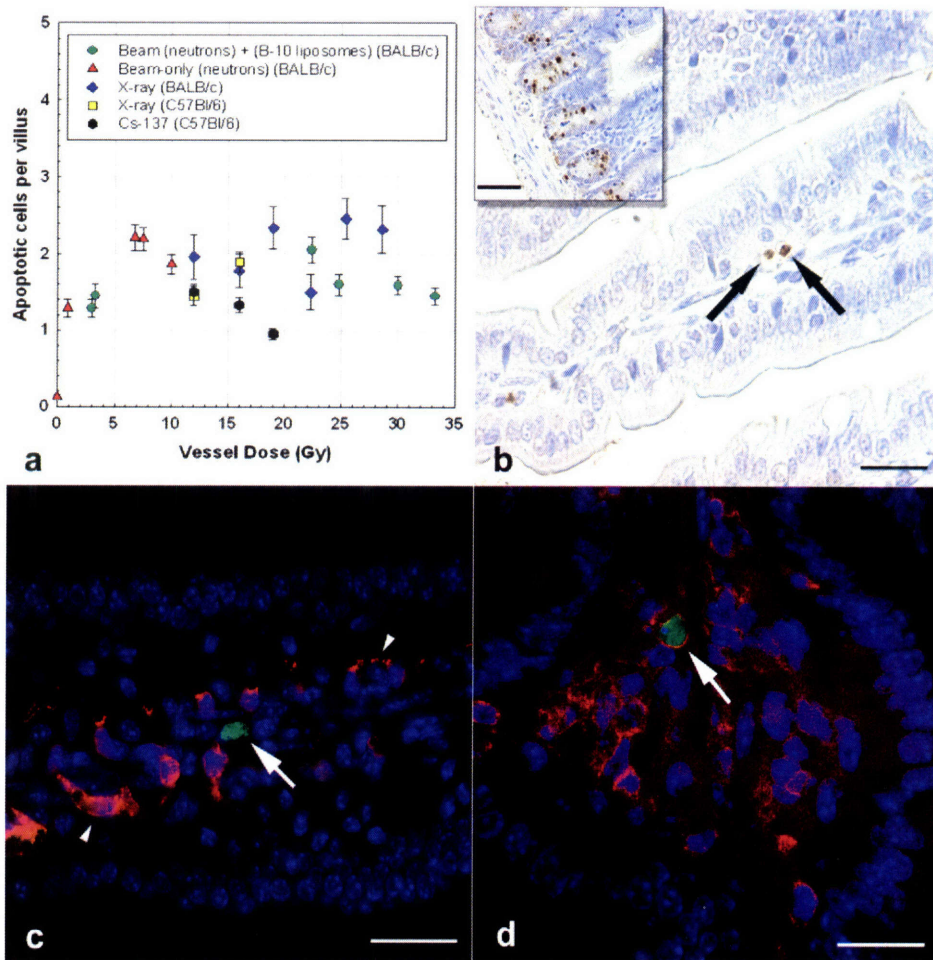 5
4
3
2
1
0
Apoptotic cells per villus
Beam (neutrons) + (B-10 liposomes) (BALB/c)
Beam-only (neutrons) (BALB/c)
X-ray (BALB/c)
X-ray (C57Bl/6)
Cs-137 (C57Bl/6)
0 5 10 15 20 25 30 35
Vessel Dose (Gy)
a
b
c
d